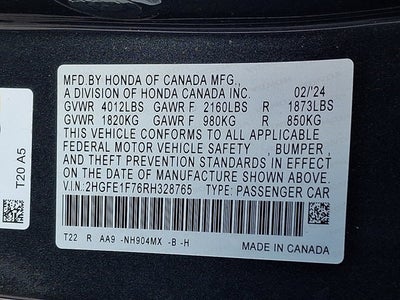 MFD.BY HONDA OF CANADA MFG.,
A DIVISION OF HONDA CANADA INC. 02/'24
GVWR 4012LBS GAWR F 2160LBS R 1873LBS
GVWR 1820KG GAWR F 980KG R 850KG
THIS VEHICLE CONFORMS TO ALL APPLICABLE
FEDERAL MOTOR VEHICLE SAFETY , BUMPER ,
AND THEFT PREVENTION STANDARDS IN EFFECT
ON THE DATE OF MANUFACTURE SHOWN ABOVE.
V.I.N:2HGFE1F76RH328765 TYPE: PASSENGER CAR
T22 R AA9 -NH904MX -B -H
MADE IN CANADA
T20 A5